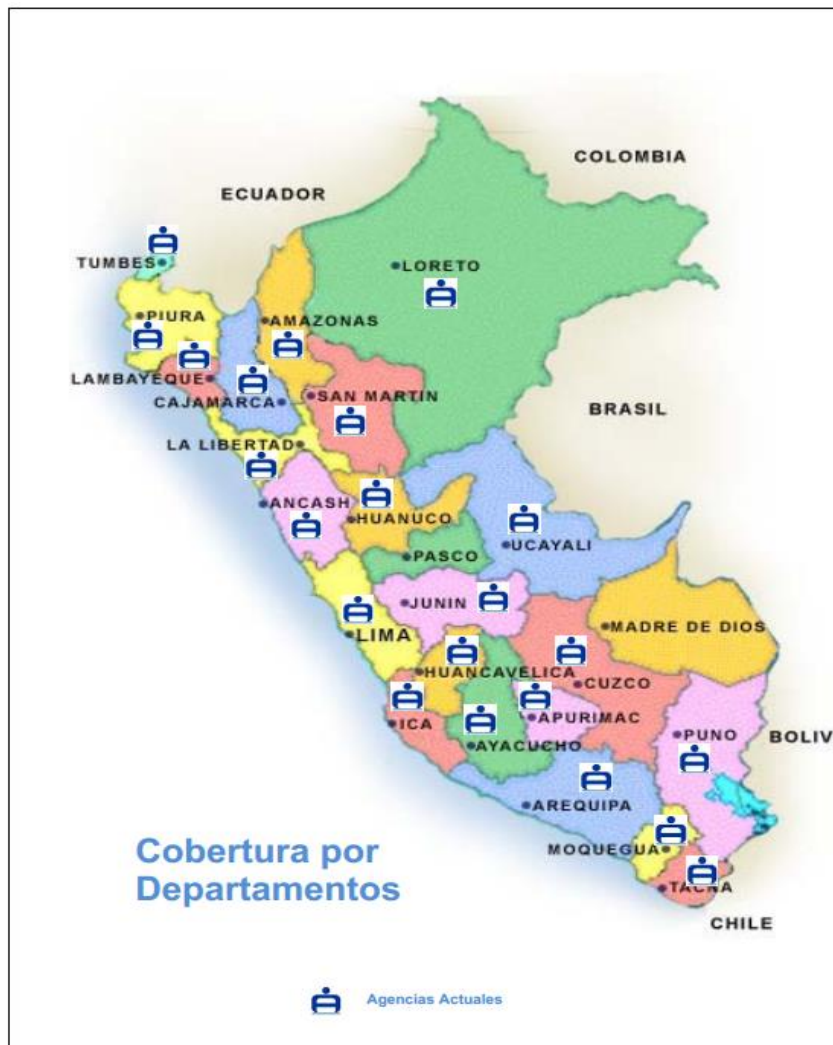 COLOMBIA
ECUADOR
TUMBES
LORETO
PIURA
AMAZONAS
LAMBAYEQUE
SAN MARTIN
CAJAMARCA
BRASIL
LA LIBERTAD
ANCASH
HUANUCO
UCAYALI
PASCO
JUNIN
MADRE DE DIOS
LIMA
HUANCAVELICA
CUZCO
ICA
APURIMAC
PUNO
BOLIV
AYACUCHO
AREQUIPA
MOQUEGUA
Cobertura por
Departamentos
TACNA
CHILE
Agencias Actuales